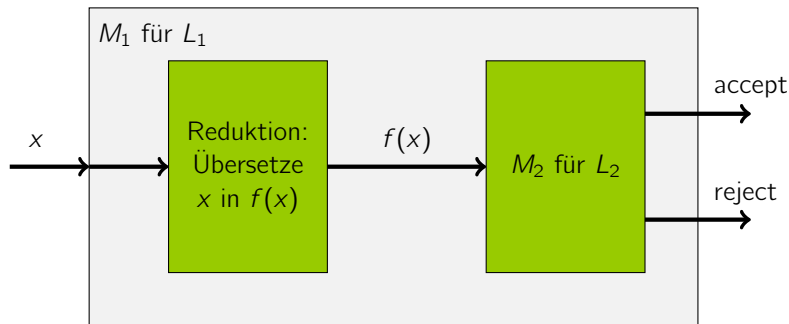 M₁ für L₁
accept
x
Reduktion:
Übersetze
x in f(x)
f(x)
M₂ für L₂
reject